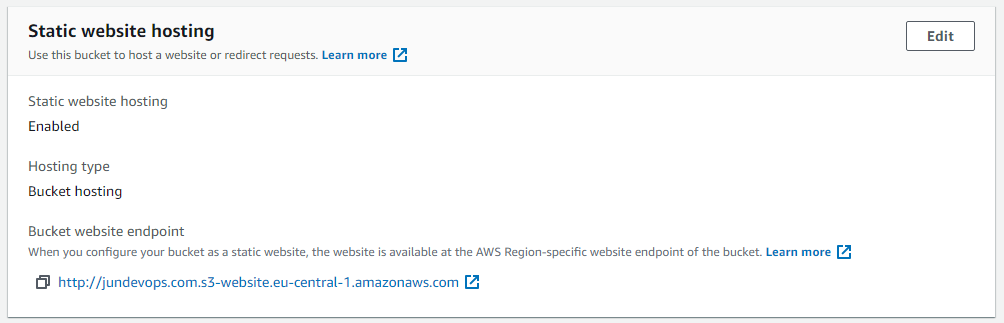 Static website hosting
Edit
Use this bucket to host a website or redirect requests. Learn more
Static website hosting
Enabled
Hosting type
Bucket hosting
Bucket website endpoint
When you configure your bucket as a static website, the website is available at the AWS Region-specific website endpoint of the bucket. Learn more
http://jundevops.com.s3-website.eu-central-1.amazonaws.com